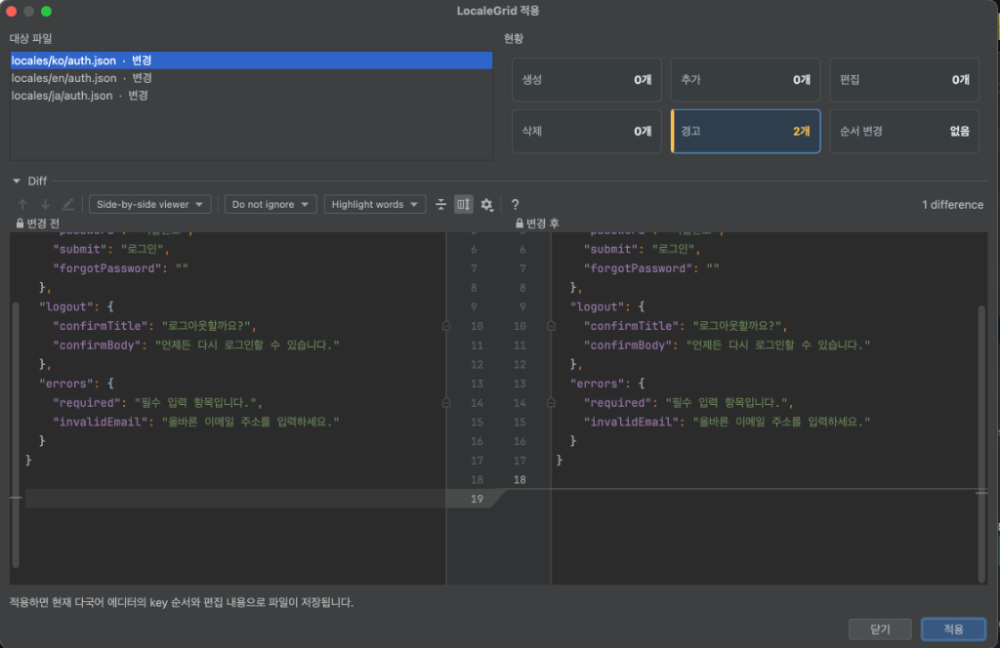 LocaleGrid 적용
대상 파일
locales/ko/auth.json · 변경
locales/en/auth.json · 변경
locales/ja/auth.json · 변경
현황
생성 0개
추가 0개
편집 0개
삭제 0개
경고 2개
순서 변경 없음
Diff
Side-by-side viewer
Do not ignore
Highlight words
?
1 difference
변경 전
변경 후
"submit": "로그인", 6 6 "submit": "로그인",
"forgotPassword": "" 7 7 "forgotPassword": ""
}, 8 8 },
"logout": { 9 9 "logout": {
"confirmTitle": "로그아웃할까요?", 10 10 "confirmTitle": "로그아웃할까요?",
"confirmBody": "언제든 다시 로그인할 수 있습니다." 11 11 "confirmBody": "언제든 다시 로그인할 수 있습니다."
}, 12 12 },
"errors": { 13 13 "errors": {
"required": "필수 입력 항목입니다.", 14 14 "required": "필수 입력 항목입니다.",
"invalidEmail": "올바른 이메일 주소를 입력하세요." 15 15 "invalidEmail": "올바른 이메일 주소를 입력하세요."
} 16 16 }
} 17 17 }
18 18
19
적용하면 현재 다국어 에디터의 key 순서와 편집 내용으로 파일이 저장됩니다.
닫기
적용